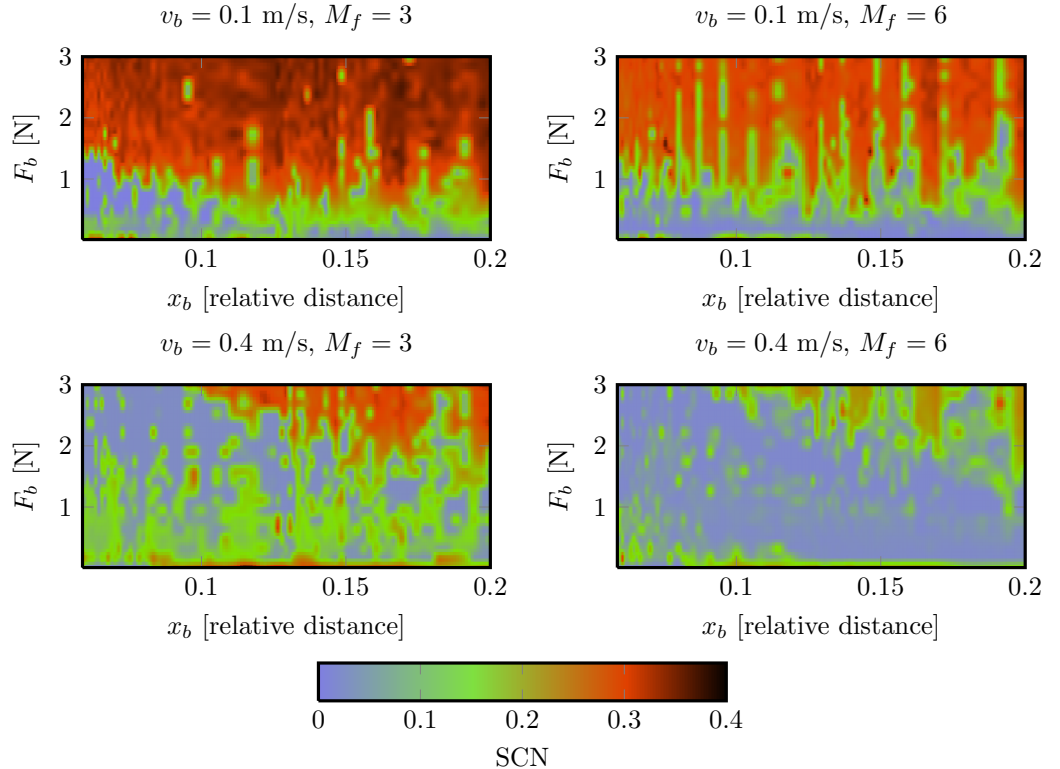 v_b = 0.1 m/s, M_f = 3
3
2
1
F_b [N]
0.1 0.15 0.2
x_b [relative distance]
v_b = 0.1 m/s, M_f = 6
3
2
1
F_b [N]
0.1 0.15 0.2
x_b [relative distance]
v_b = 0.4 m/s, M_f = 3
3
2
1
F_b [N]
0.1 0.15 0.2
x_b [relative distance]
v_b = 0.4 m/s, M_f = 6
3
2
1
F_b [N]
0.1 0.15 0.2
x_b [relative distance]
0 0.1 0.2 0.3 0.4
SCN